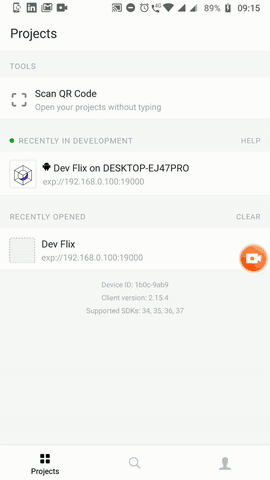 89% 09:15
Projects
TOOLS
Scan QR Code
Open your projects without typing
RECENTLY IN DEVELOPMENT HELP
Dev Flix on DESKTOP-EJ47PRO
exp://192.168.0.100:19000
RECENTLY OPENED CLEAR
Dev Flix
exp://192.168.0.100:19000
Device ID: 1b0c-9ab9
Client version: 2.15.4
Supported SDKs: 34, 35, 36, 37
Projects